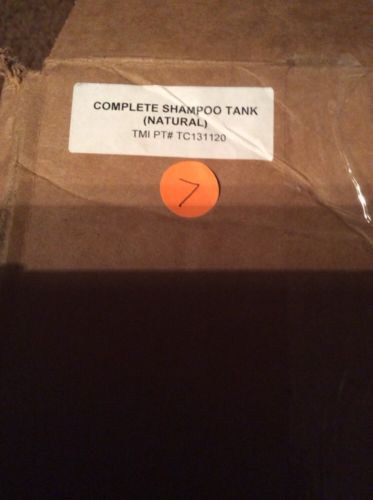 COMPLETE SHAMPOO TANK
(NATURAL)
TMI PT# TC131120
7